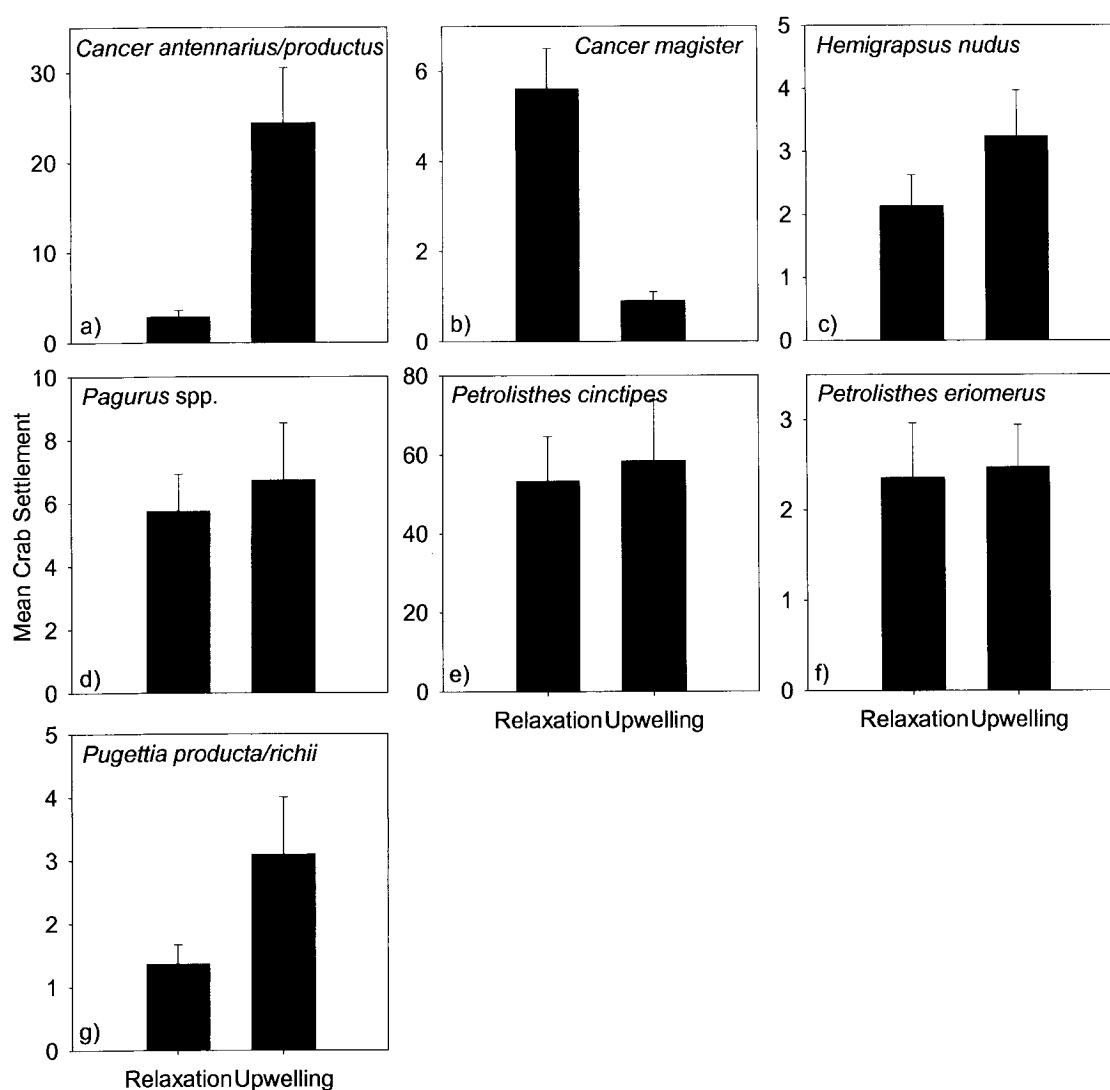 Cancer antennarius/productus
30
20
10
0
a)
Cancer magister
6
4
2
0
b)
Hemigrapsus nudus
5
4
3
2
1
0
c)
Mean Crab Settlement
Pagurus spp.
10
8
6
4
2
0
d)
Petrolisthes cinctipes
80
60
40
20
0
e)
Relaxation Upwelling
Petrolisthes eriomerus
3
2
1
0
f)
Relaxation Upwelling
Pugettia producta/richii
5
4
3
2
1
0
g)
Relaxation Upwelling